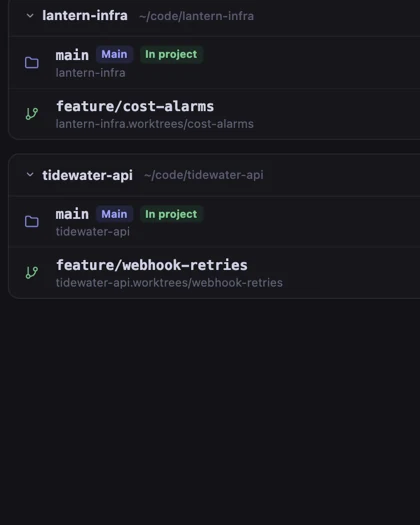 lantern-infra ~/code/lantern-infra
main Main In project
lantern-infra
feature/cost-alarms
lantern-infra.worktrees/cost-alarms
tidewater-api ~/code/tidewater-api
main Main In project
tidewater-api
feature/webhook-retries
tidewater-api.worktrees/webhook-retries